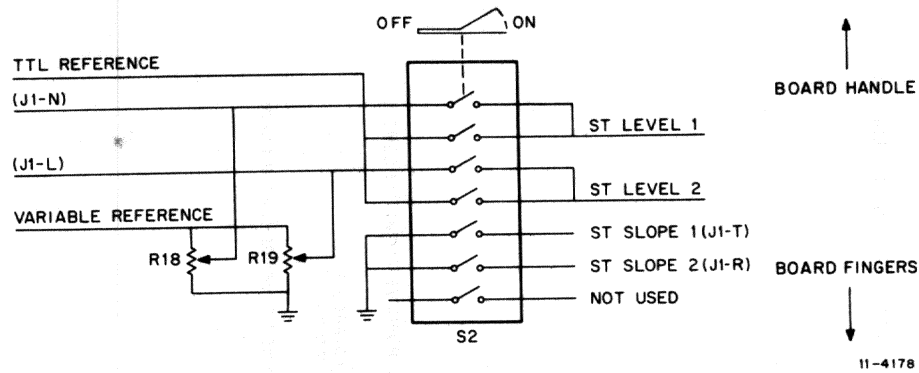 OFF ON
TTL REFERENCE
(J1-N)
BOARD HANDLE
ST LEVEL 1
(J1-L)
ST LEVEL 2
VARIABLE REFERENCE
ST SLOPE 1 (J1-T)
R18 R19
ST SLOPE 2 (J1-R)
BOARD FINGERS
NOT USED
S2
11-4178